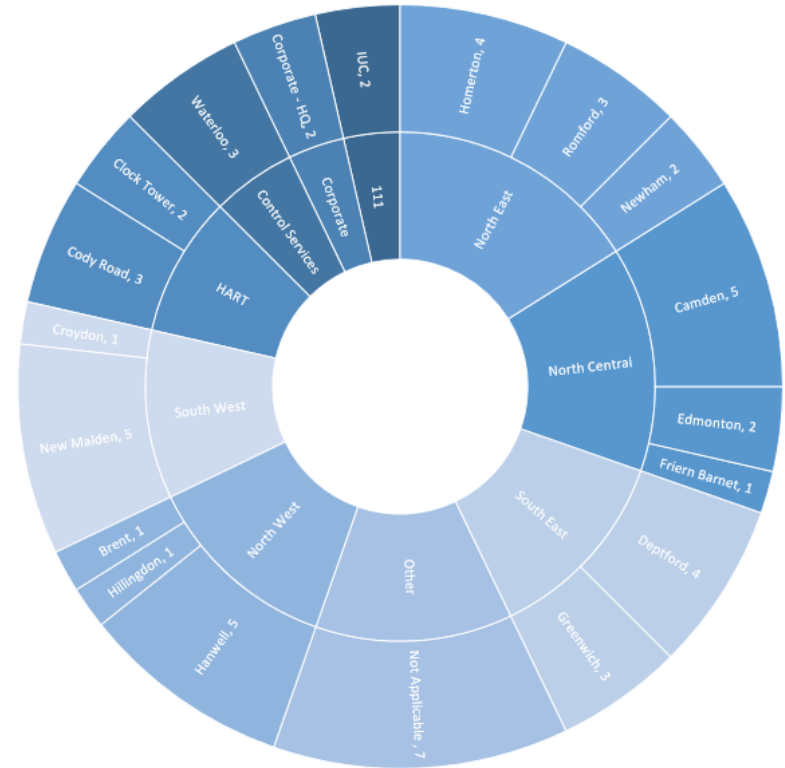 Homerton, 4
Romford, 3
Newham, 2
North East
Camden, 5
Edmonton, 2
Friern Barnet, 1
North Central
Deptford, 4
Greenwich, 3
South East
Not Applicable , 7
Other
Hanwell, 5
Hillingdon, 1
Brent, 1
North West
New Malden, 5
Croydon, 1
South West
Cody Road, 3
Clock Tower, 2
HART
Waterloo, 3
Control Services
Corporate - HQ, 2
Corporate
IUC, 2
111